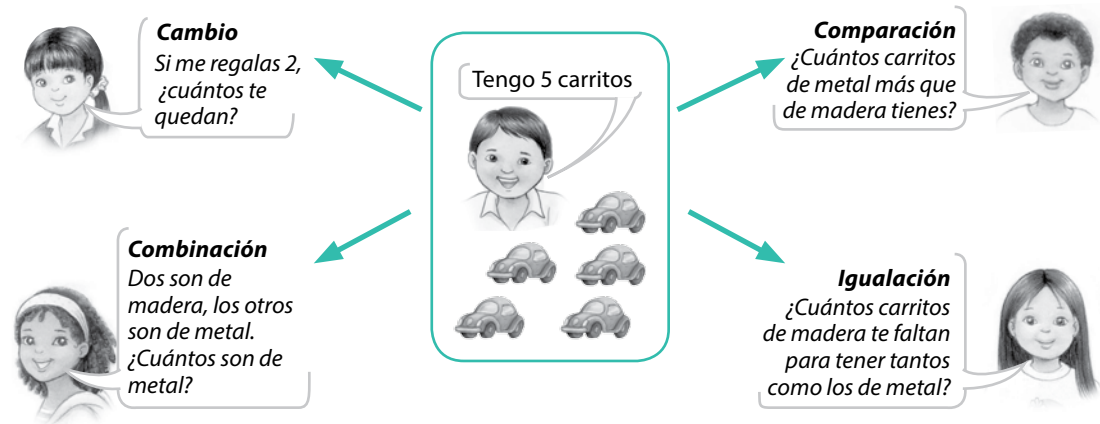 Cambio
Si me regalas 2,
¿cuántos te
quedan?
Tengo 5 carritos
Comparación
¿Cuántos carritos
de metal más que
de madera tienes?
Combinación
Dos son de
madera, los otros
son de metal.
¿Cuántos son de
metal?
Igualación
¿Cuántos carritos
de madera te faltan
para tener tantos
como los de metal?